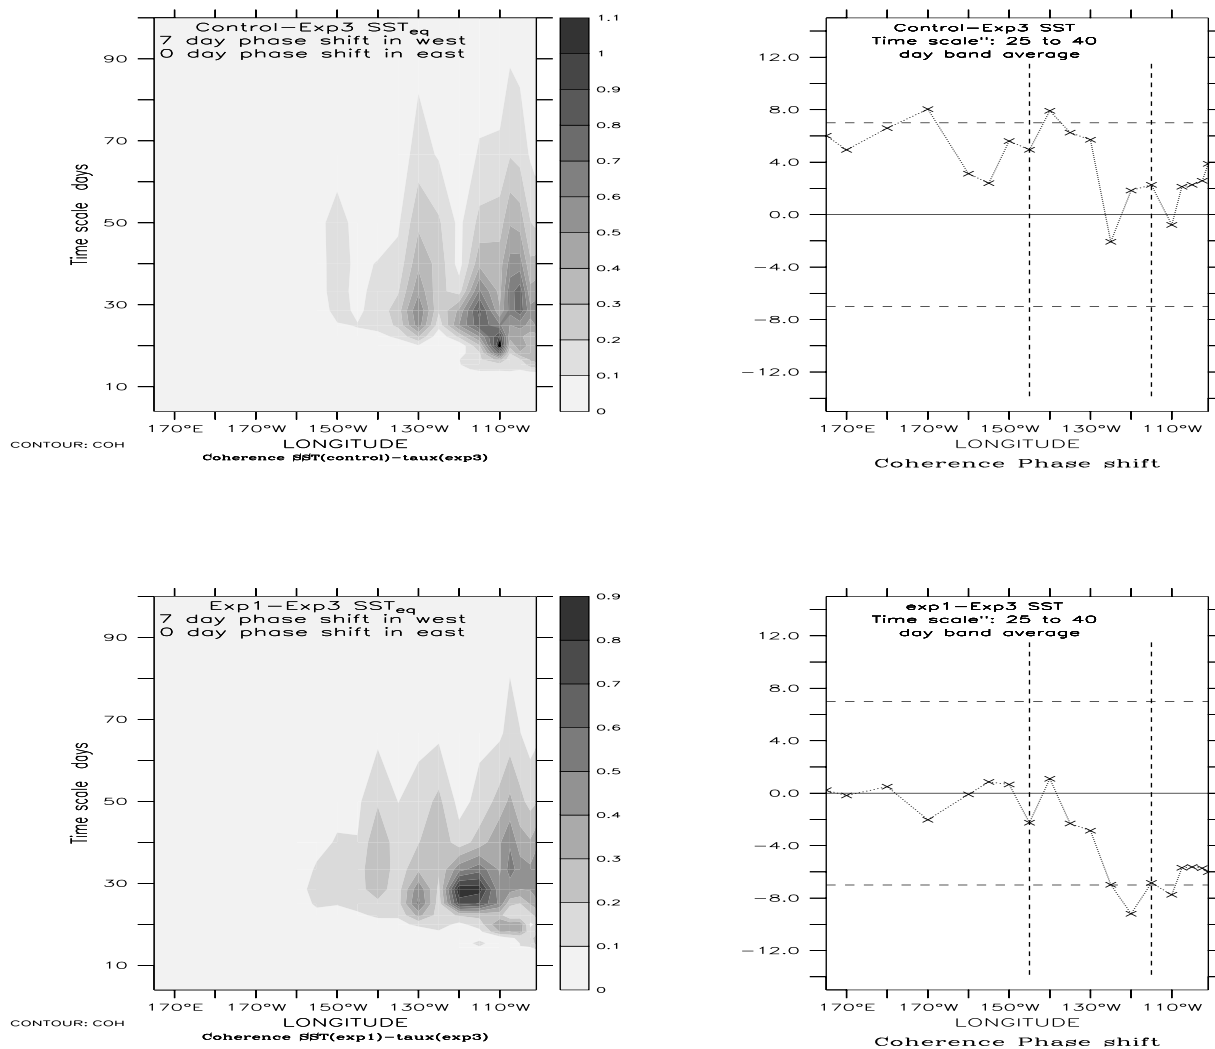 Control-Exp3 SSTeq
7 day phase shift in west
0 day phase shift in east
90
70
50
30
10
Time scale days
170°E 170°W 150°W 130°W 110°W
LONGITUDE
CONTOUR: COH
Coherence SST(control)-taux(exp3)
1.1
1
0.9
0.8
0.7
0.6
0.5
0.4
0.3
0.2
0.1
0
Control-Exp3 SST
Time scale": 25 to 40
day band average
12.0
8.0
4.0
0.0
-4.0
-8.0
-12.0
170°E 170°W 150°W 130°W 110°W
LONGITUDE
Coherence Phase shift
Exp1-Exp3 SSTeq
7 day phase shift in west
0 day phase shift in east
90
70
50
30
10
Time scale days
170°E 170°W 150°W 130°W 110°W
LONGITUDE
CONTOUR: COH
Coherence SST(exp1)-taux(exp3)
0.9
0.8
0.7
0.6
0.5
0.4
0.3
0.2
0.1
0
exp1-Exp3 SST
Time scale": 25 to 40
day band average
12.0
8.0
4.0
0.0
-4.0
-8.0
-12.0
170°E 170°W 150°W 130°W 110°W
LONGITUDE
Coherence Phase shift